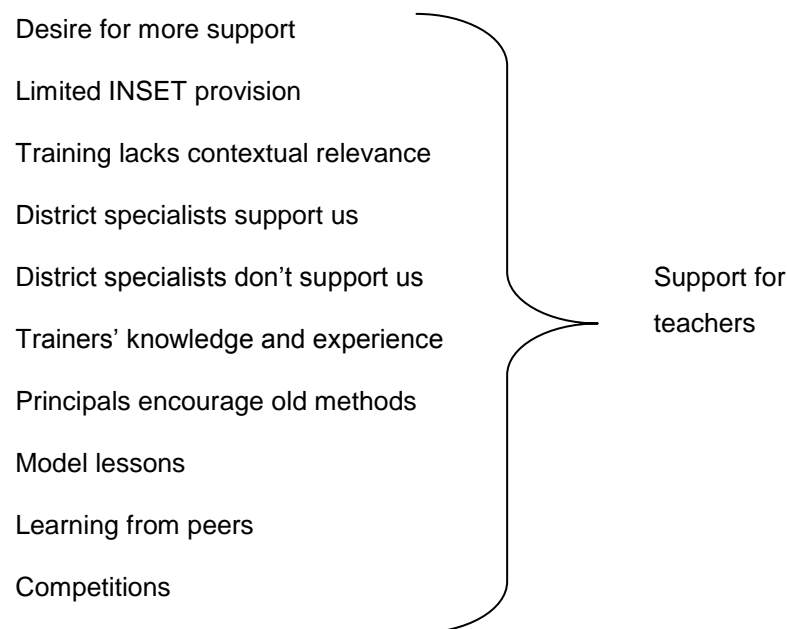 Desire for more support
Limited INSET provision
Training lacks contextual relevance
District specialists support us
District specialists don’t support us
Trainers’ knowledge and experience
Principals encourage old methods
Model lessons
Learning from peers
Competitions
Support for
teachers